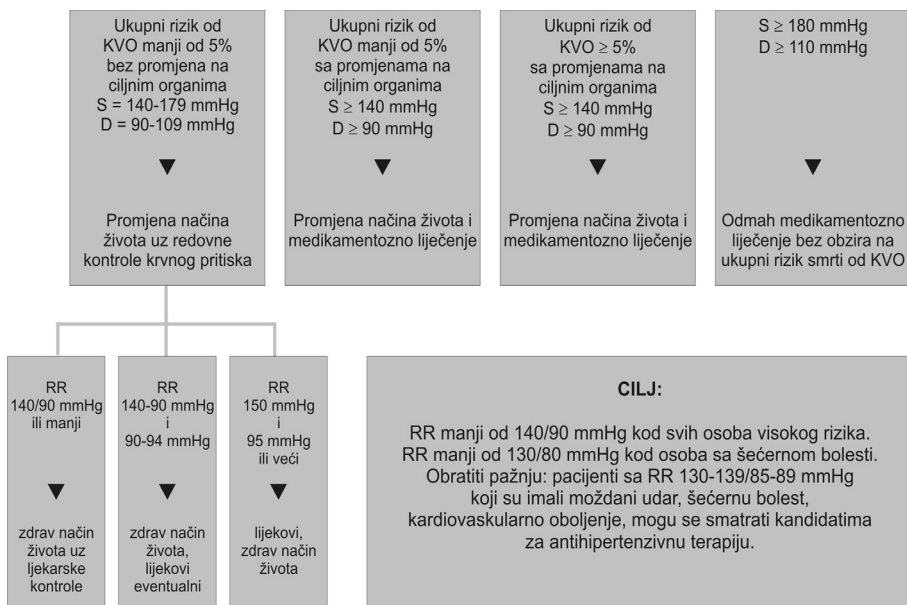 Ukupni rizik od
KVO manji od 5%
bez promjena na
ciljnim organima
S = 140-179 mmHg
D = 90-109 mmHg
Promjena načina
života uz redovne
kontrole krvnog pritiska
Ukupni rizik od
KVO manji od 5%
sa promjenama na
ciljnim organima
S ≥ 140 mmHg
D ≥ 90 mmHg
Promjena načina života i
medikamentozno liječenje
Ukupni rizik od
KVO ≥ 5%
sa promjenama na
ciljnim organima
S ≥ 140 mmHg
D ≥ 90 mmHg
Promjena načina života i
medikamentozno liječenje
S ≥ 180 mmHg
D ≥ 110 mmHg
Odmah medikamentozno
liječenje bez obzira na
ukupni rizik smrti od KVO
RR
140/90 mmHg
ili manji
zdrav način
života uz
ljekarske
kontrole
RR
140-90 mmHg
i
90-94 mmHg
zdrav način
života,
lijekovi
eventualni
RR
150 mmHg
i
95 mmHg
ili veći
lijekovi,
zdrav način
života
CILJ:
RR manji od 140/90 mmHg kod svih osoba visokog rizika.
RR manji od 130/80 mmHg kod osoba sa šećernom bolesti.
Obratiti pažnju: pacijenti sa RR 130-139/85-89 mmHg
koji su imali moždani udar, šećernu bolest,
kardiovaskularno oboljenje, mogu se smatrati kandidatima
za antihipertenzivnu terapiju.